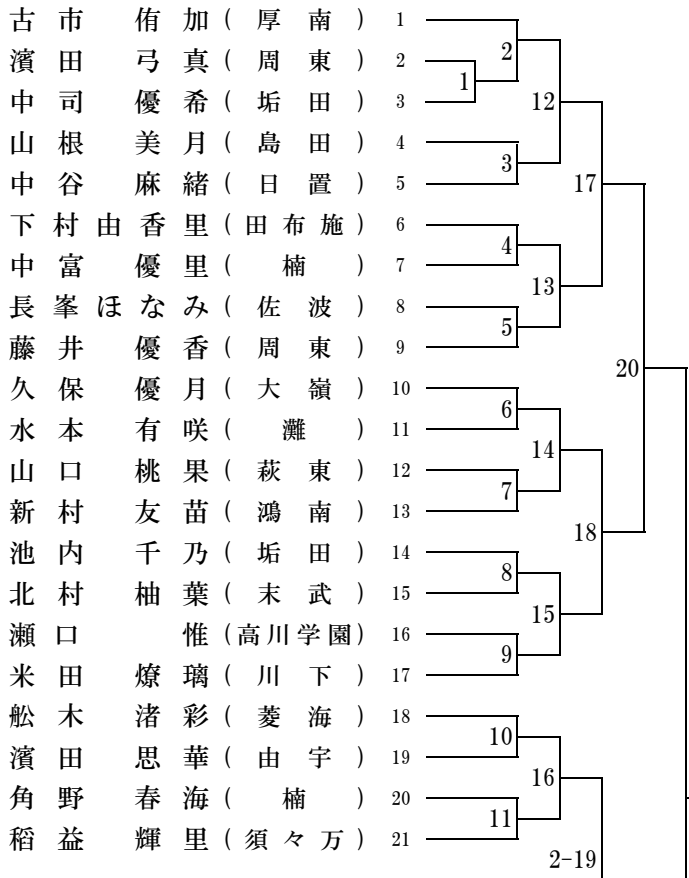 古市 侑加(厚南) 1
濱田 弓真(周東) 2
中司 優希(垢田) 3
山根 美月(島田) 4
中谷 麻緒(日置) 5
下村由香里(田布施) 6
中富 優里(楠) 7
長峯ほなみ(佐波) 8
藤井 優香(周東) 9
久保 優月(大嶺) 10
水本 有咲(灘) 11
山口 桃果(萩東) 12
新村 友苗(鴻南) 13
池内 千乃(垢田) 14
北村 柚葉(末武) 15
瀬口 惟(高川学園) 16
米田 燎璃(川下) 17
舩木 渚彩(菱海) 18
濱田 思華(由宇) 19
角野 春海(楠) 20
稻益 輝里(須々万) 21
1
2
3
4
5
6
7
8
9
10
11
12
13
14
15
16
17
18
2-19
20